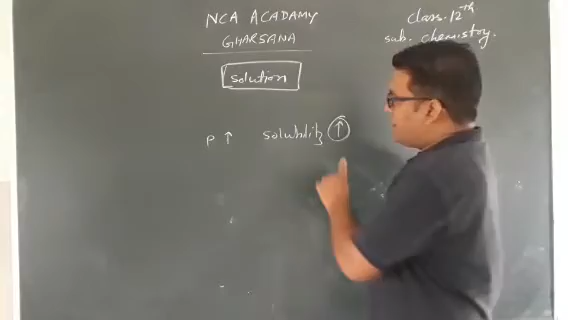 NCA ACADAMY
GHARSANA
class. 12th
sub. chemistry.
solution
P ↑ solubility ↑